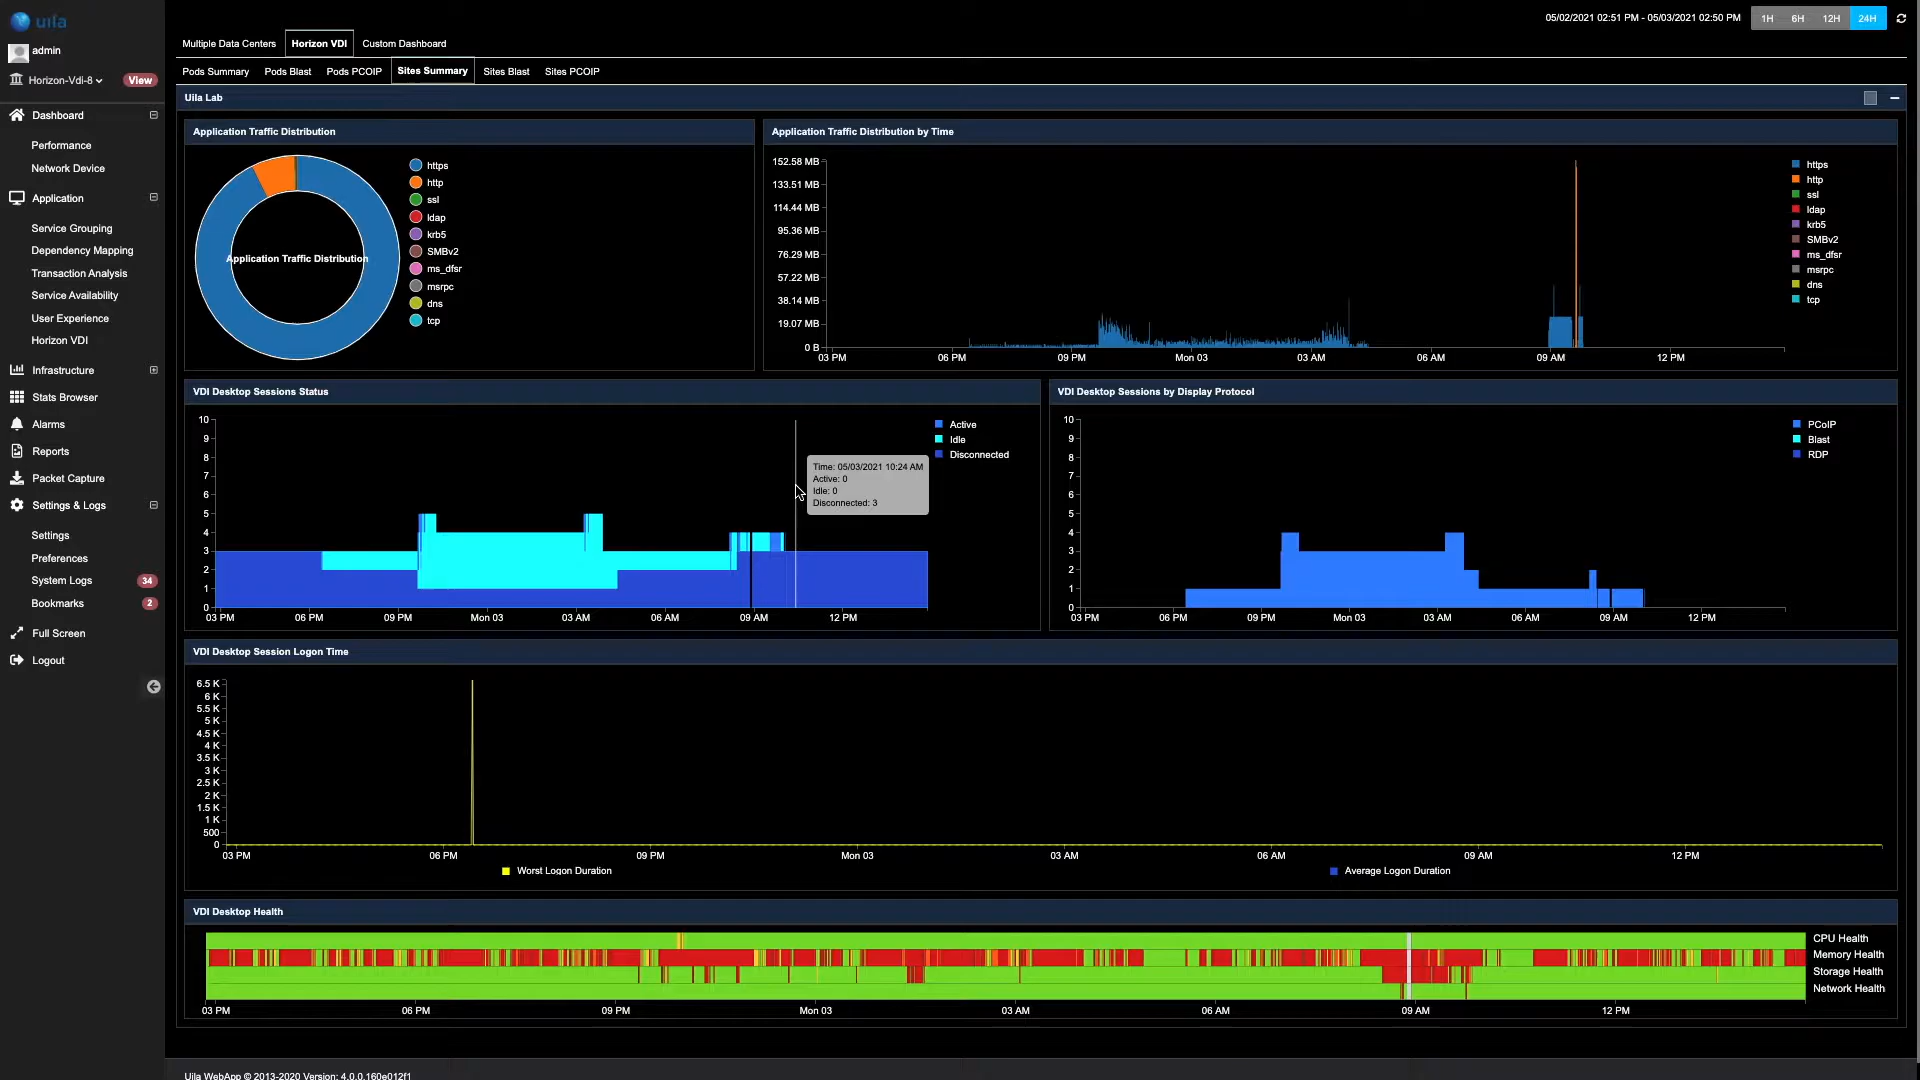 uila
admin
Horizon-Vdi-8
View
Dashboard
Performance
Network Device
Application
Service Grouping
Dependency Mapping
Transaction Analysis
Service Availability
User Experience
Horizon VDI
Infrastructure
Stats Browser
Alarms
Reports
Packet Capture
Settings & Logs
Settings
Preferences
System Logs 34
Bookmarks 2
Full Screen
Logout
05/02/2021 02:51 PM - 05/03/2021 02:50 PM 1H 6H 12H 24H
Multiple Data Centers Horizon VDI Custom Dashboard
Pods Summary Pods Blast Pods PCOIP Sites Summary Sites Blast Sites PCOIP
Uila Lab
Application Traffic Distribution
Application Traffic Distribution
https
http
ssl
ldap
krb5
SMBv2
ms_dfsr
msrpc
dns
tcp
Application Traffic Distribution by Time
152.58 MB
133.51 MB
114.44 MB
95.36 MB
76.29 MB
57.22 MB
38.14 MB
19.07 MB
0 B
03 PM 06 PM 09 PM Mon 03 03 AM 06 AM 09 AM 12 PM
https
http
ssl
ldap
krb5
SMBv2
ms_dfsr
msrpc
dns
tcp
VDI Desktop Sessions Status
10
9
8
7
6
5
4
3
2
1
0
03 PM 06 PM 09 PM Mon 03 03 AM 06 AM 09 AM 12 PM
Time: 05/03/2021 10:24 AM
Active: 0
Idle: 0
Disconnected: 3
Active
Idle
Disconnected
VDI Desktop Sessions by Display Protocol
10
9
8
7
6
5
4
3
2
1
0
03 PM 06 PM 09 PM Mon 03 03 AM 06 AM 09 AM 12 PM
PCoIP
Blast
RDP
VDI Desktop Session Logon Time
6.5 K
6 K
5.5 K
5 K
4.5 K
4 K
3.5 K
3 K
2.5 K
2 K
1.5 K
1 K
500
0
03 PM 06 PM 09 PM Mon 03 03 AM 06 AM 09 AM 12 PM
Worst Logon Duration Average Logon Duration
VDI Desktop Health
CPU Health
Memory Health
Storage Health
Network Health
03 PM 06 PM 09 PM Mon 03 03 AM 06 AM 09 AM 12 PM
Uila WebApp © 2013-2020 Version: 4.0.0.160e012f1